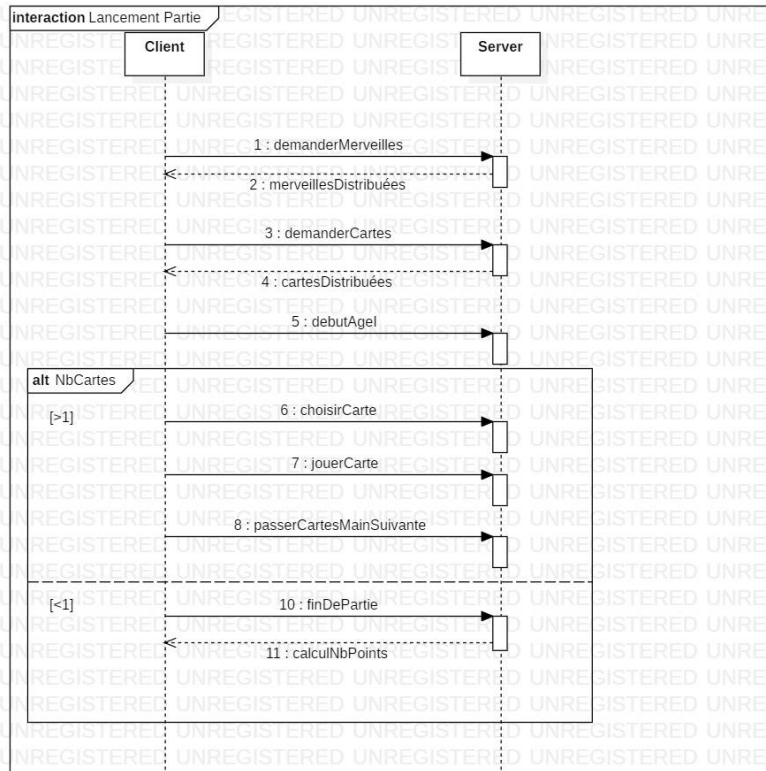 interaction Lancement Partie
Client
Server
1 : demanderMerveilles
2 : merveillesDistribuées
3 : demanderCartes
4 : cartesDistribuées
5 : debutAgeI
alt NbCartes
[>1]
6 : choisirCarte
7 : jouerCarte
8 : passerCartesMainSuivante
[<1]
10 : finDePartie
11 : calculNbPoints